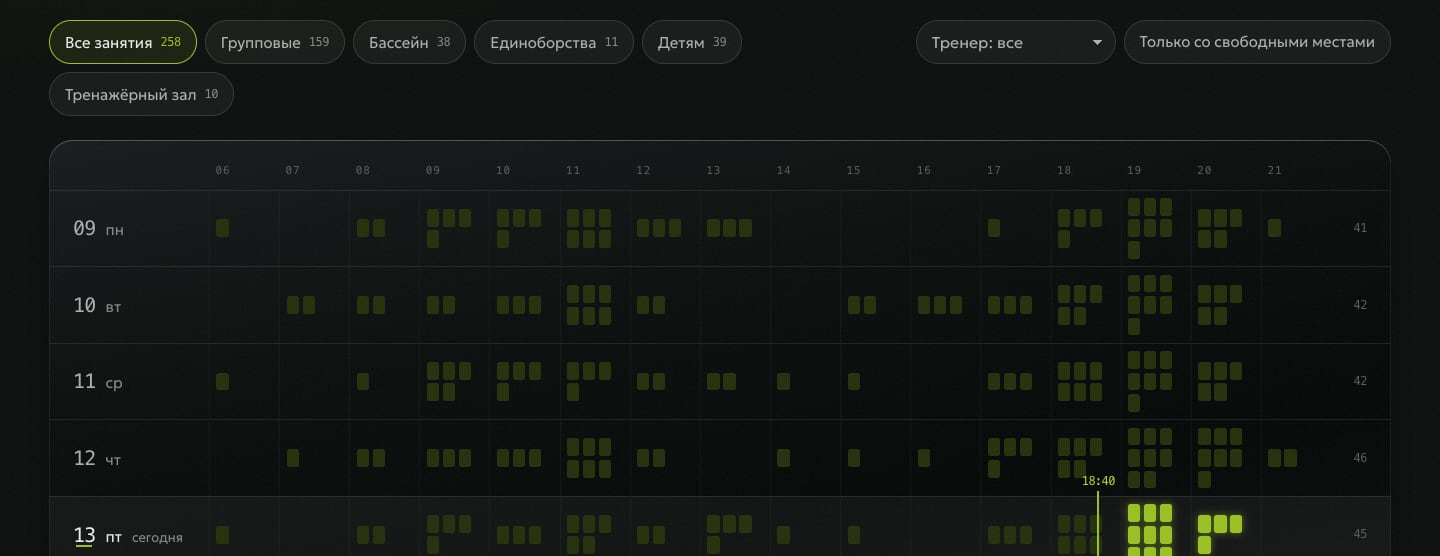 Все занятия 258 Групповые 159 Бассейн 38 Единоборства 11 Детям 39 Тренер: все Только со свободными местами
Тренажёрный зал 10
06 07 08 09 10 11 12 13 14 15 16 17 18 19 20 21
09 пн 41
10 вт 42
11 ср 42
12 чт 46
18:40
13 пт сегодня 45